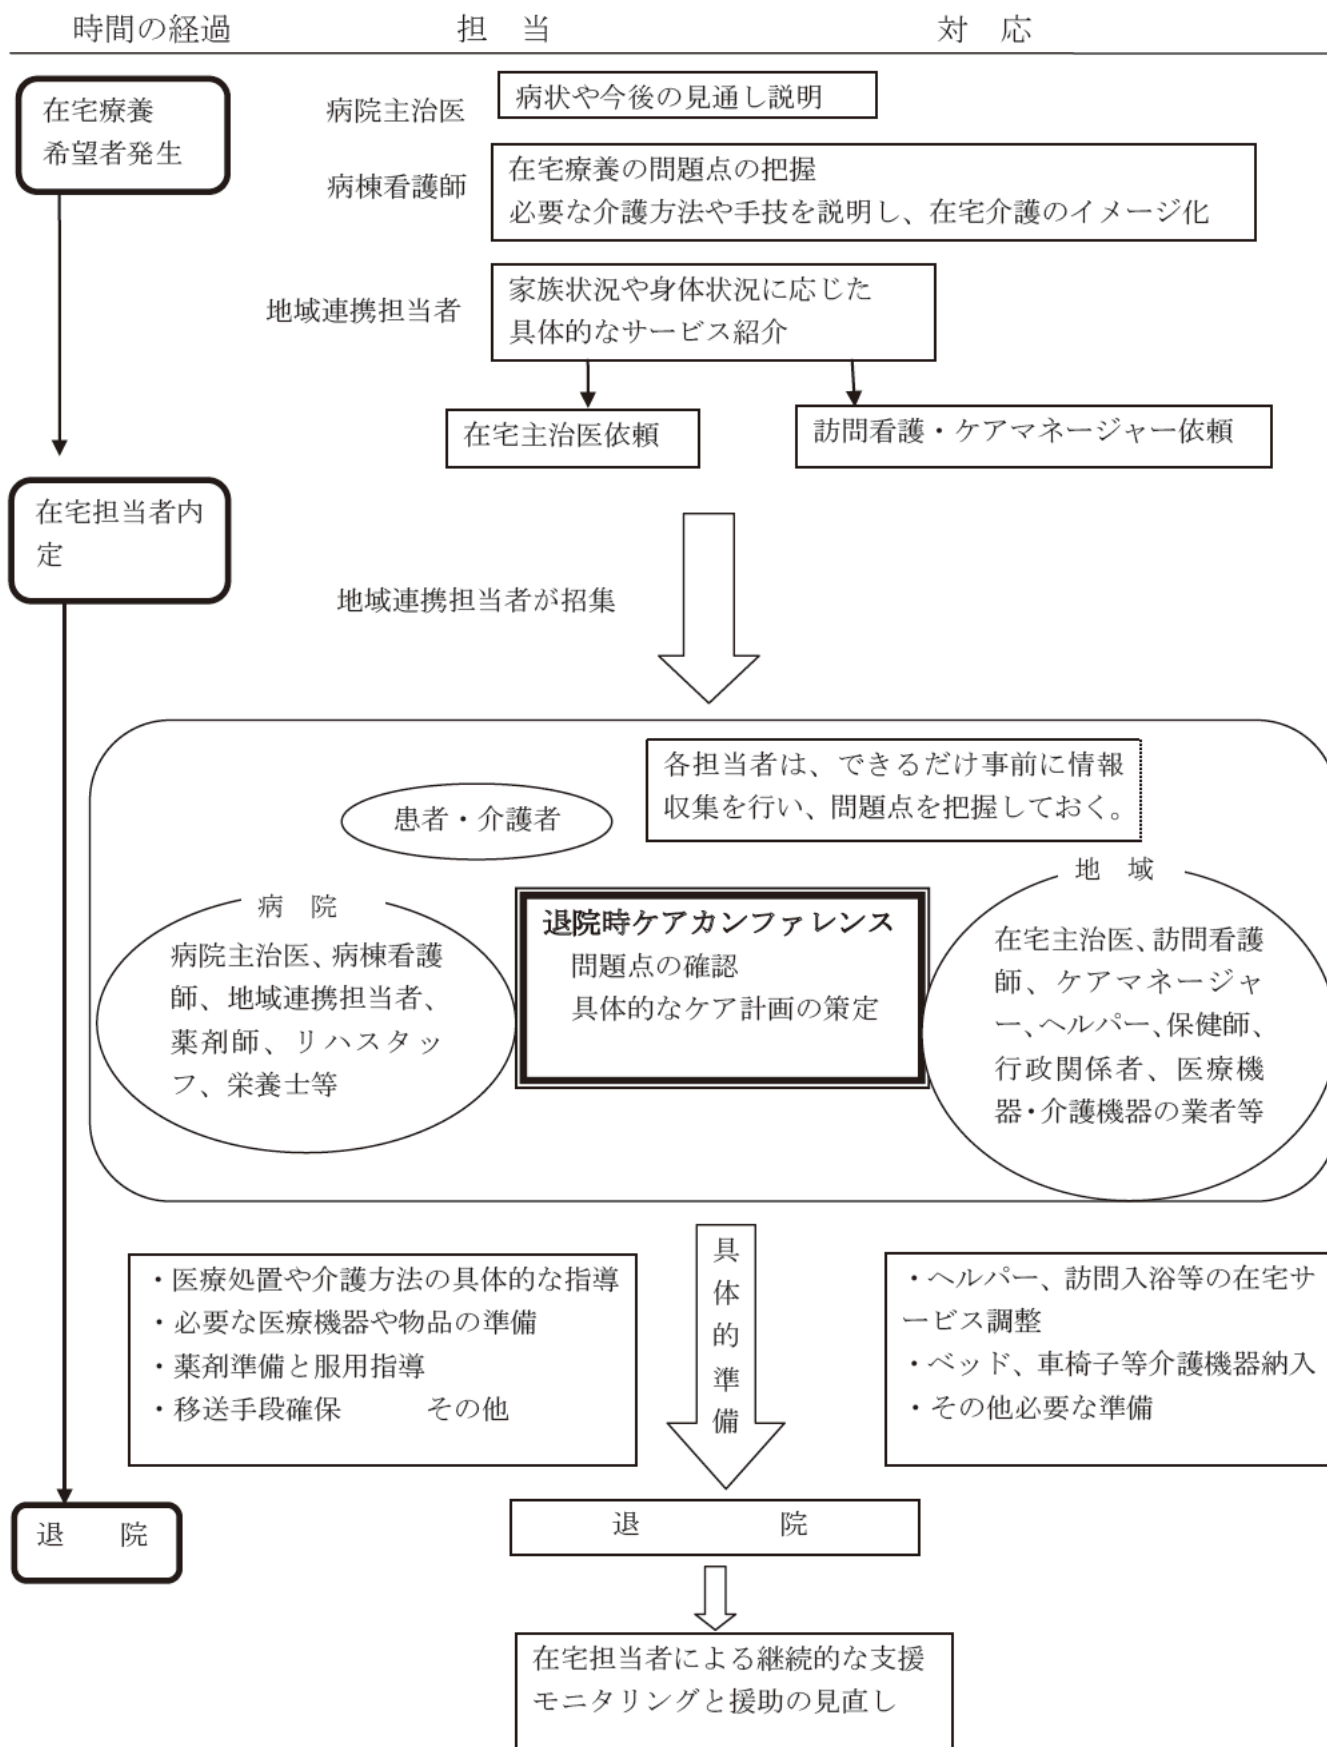 時間の経過　担　当　対　応
在宅療養
希望者発生
病院主治医
病状や今後の見通し説明
病棟看護師
在宅療養の問題点の把握
必要な介護方法や手技を説明し、在宅介護のイメージ化
地域連携担当者
家族状況や身体状況に応じた
具体的なサービス紹介
在宅主治医依頼
訪問看護・ケアマネージャー依頼
在宅担当者内
定
地域連携担当者が招集
各担当者は、できるだけ事前に情報
収集を行い、問題点を把握しておく。
患者・介護者
病　院
病院主治医、病棟看護
師、地域連携担当者、
薬剤師、リハスタッ
フ、栄養士等
退院時ケアカンファレンス
問題点の確認
具体的なケア計画の策定
地　域
在宅主治医、訪問看護
師、ケアマネージャ
ー、ヘルパー、保健師、
行政関係者、医療機
器・介護機器の業者等
・医療処置や介護方法の具体的な指導
・必要な医療機器や物品の準備
・薬剤準備と服用指導
・移送手段確保　　その他
具体的準備
・ヘルパー、訪問入浴等の在宅サ
ービス調整
・ベッド、車椅子等介護機器納入
・その他必要な準備
退　院
退　院
在宅担当者による継続的な支援
モニタリングと援助の見直し